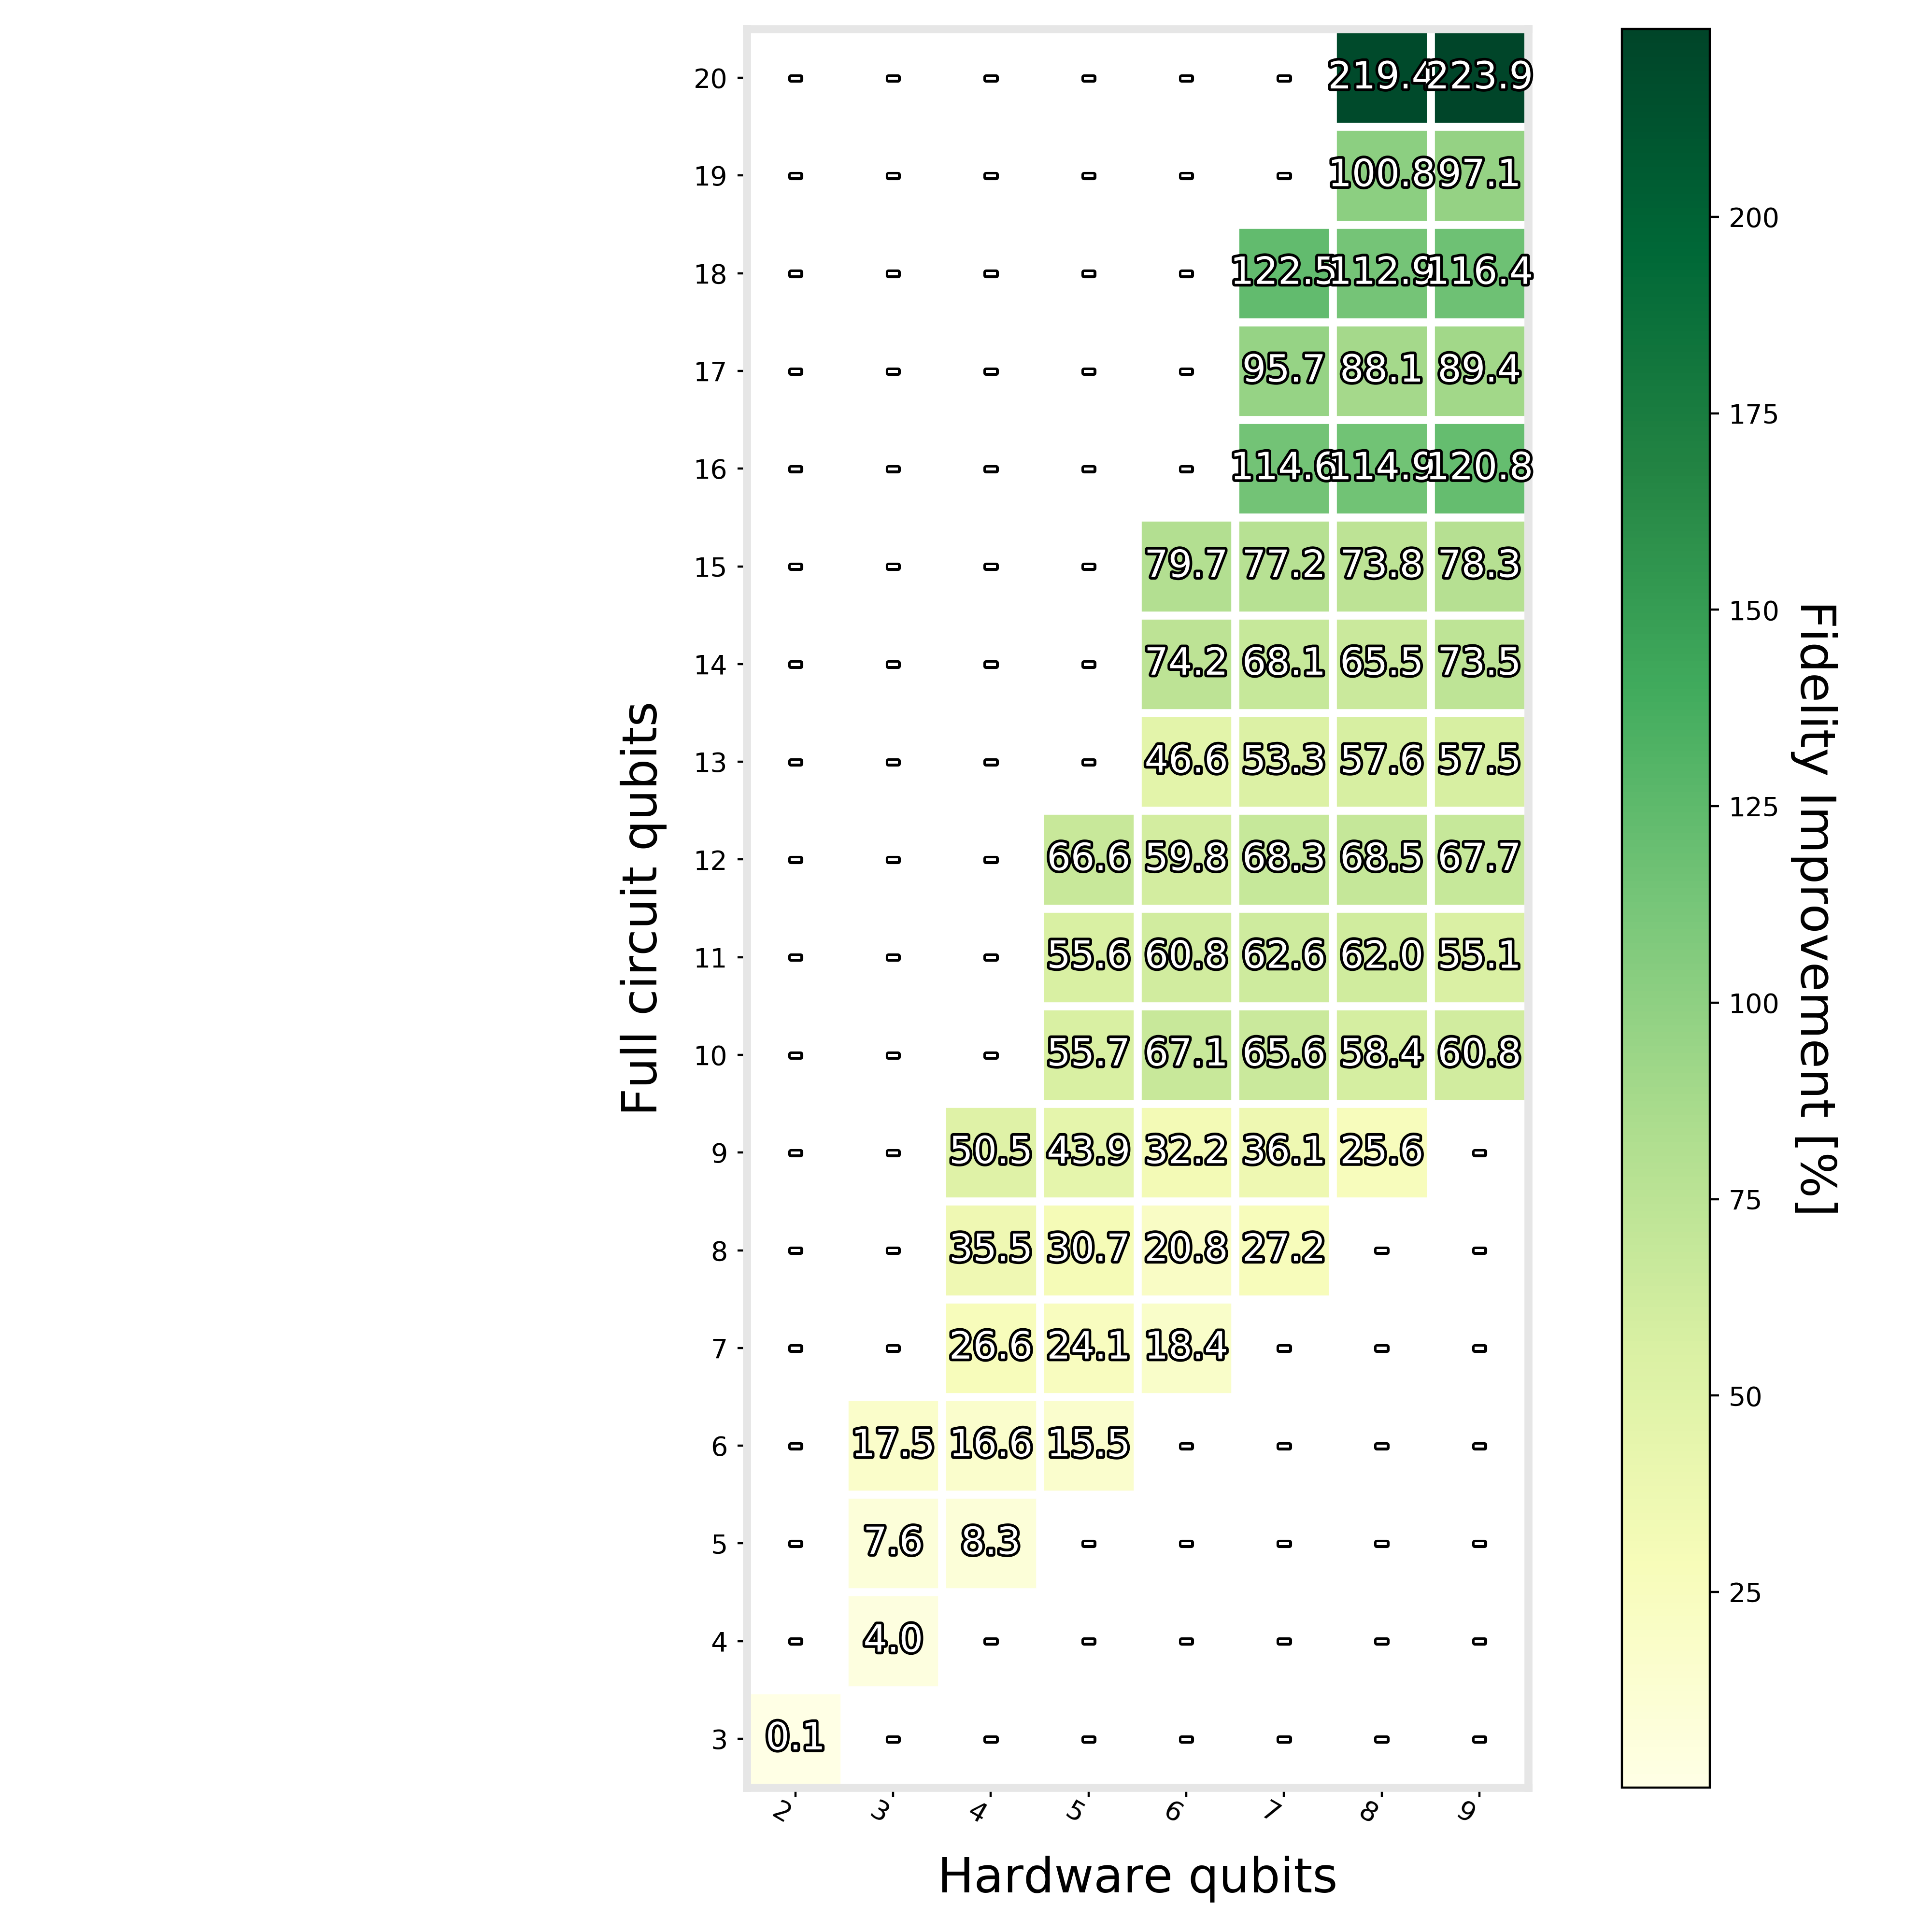 20 - - - - - - 219.4 223.9
19 - - - - - - 100.8 97.1
18 - - - - - 122.5 112.9 116.4
17 - - - - - 95.7 88.1 89.4
16 - - - - - 114.6 114.9 120.8
15 - - - - 79.7 77.2 73.8 78.3
14 - - - - 74.2 68.1 65.5 73.5
13 - - - - 46.6 53.3 57.6 57.5
12 - - - 66.6 59.8 68.3 68.5 67.7
11 - - - 55.6 60.8 62.6 62.0 55.1
10 - - - 55.7 67.1 65.6 58.4 60.8
9 - - 50.5 43.9 32.2 36.1 25.6 -
8 - - 35.5 30.7 20.8 27.2 - -
7 - - 26.6 24.1 18.4 - - -
6 - 17.5 16.6 15.5 - - - -
5 - 7.6 8.3 - - - - -
4 - 4.0 - - - - - -
3 0.1 - - - - - - -
2 3 4 5 6 7 8 9
Hardware qubits
Full circuit qubits
200
175
150
125
100
75
50
25
Fidelity Improvement [%]